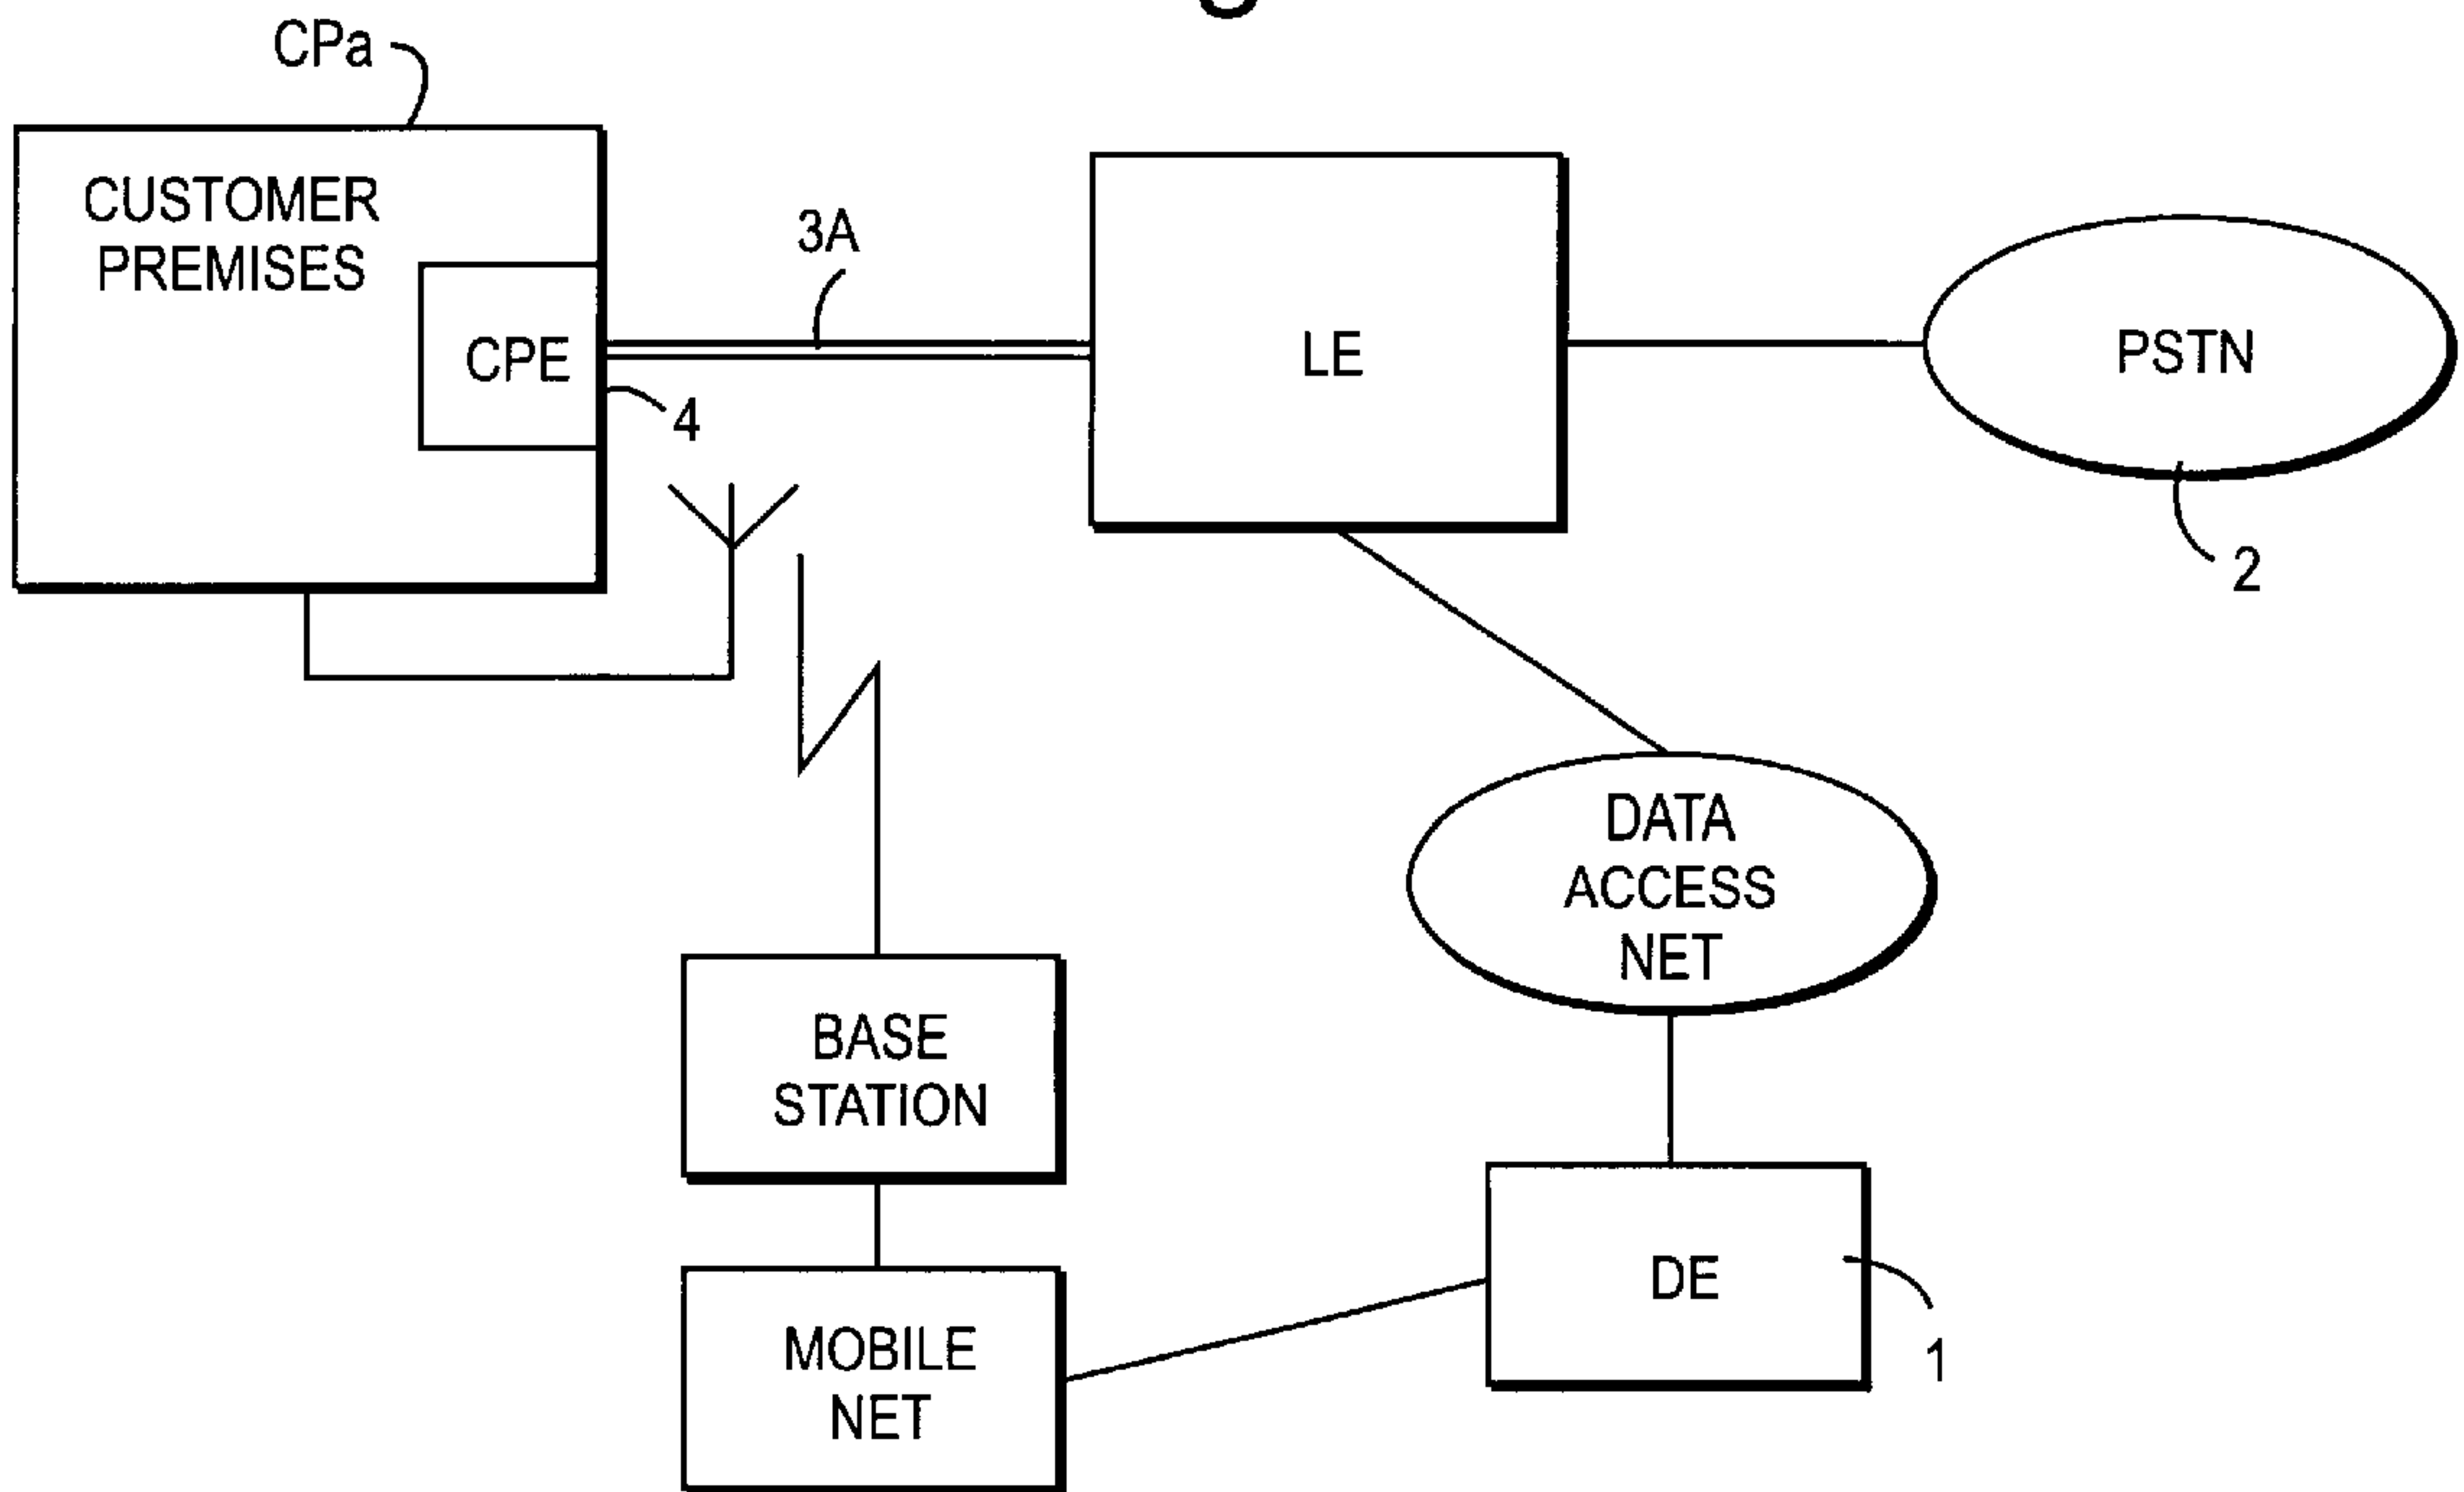 CPa
CUSTOMER
PREMISES
CPE
4
3A
LE
PSTN
2
DATA
ACCESS
NET
BASE
STATION
MOBILE
NET
DE
1